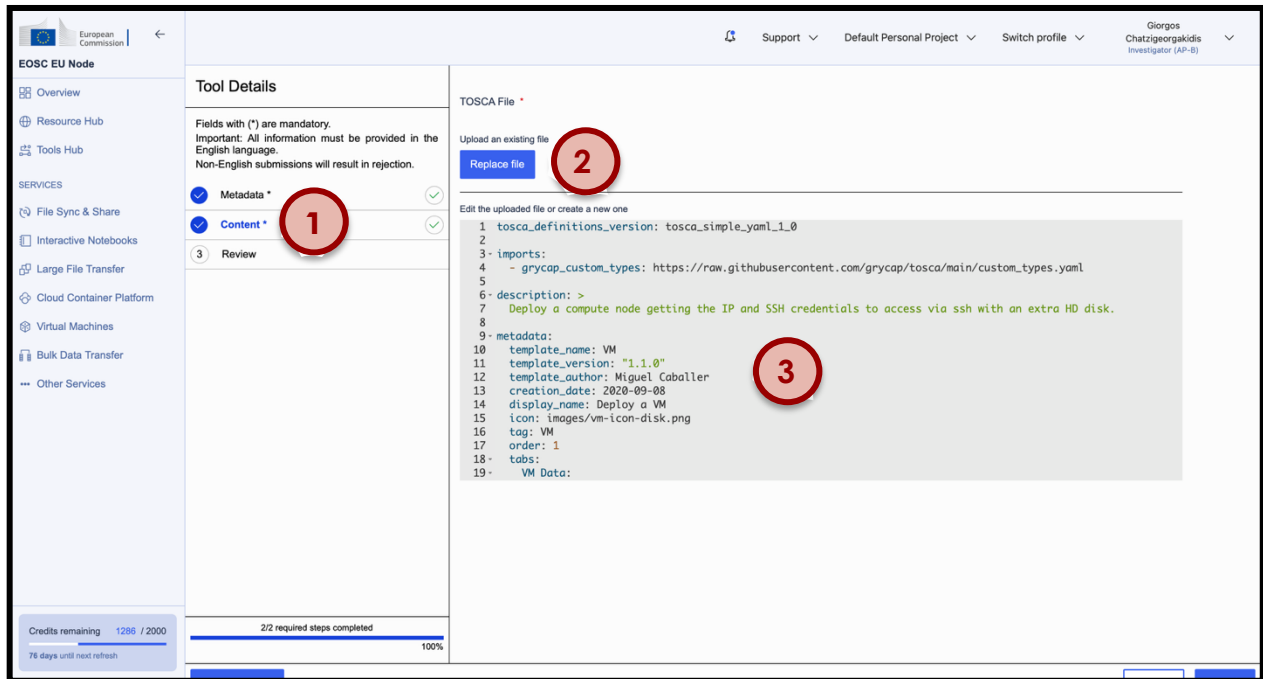 European
Commission
EOSC EU Node
Overview
Resource Hub
Tools Hub
SERVICES
File Sync & Share
Interactive Notebooks
Large File Transfer
Cloud Container Platform
Virtual Machines
Bulk Data Transfer
Other Services
Credits remaining 1286 / 2000
76 days until next refresh
Support
Default Personal Project
Switch profile
Giorgos
Chatzigeorgakidis
Investigator (AP-B)
Tool Details
Fields with (*) are mandatory.
Important: All information must be provided in the
English language.
Non-English submissions will result in rejection.
Metadata *
Content *
1
3 Review
2/2 required steps completed
100%
TOSCA File *
Upload an existing file
Replace file
2
Edit the uploaded file or create a new one
1 tosca_definitions_version: tosca_simple_yaml_1_0
2
3 - imports:
4 - grycap_custom_types: https://raw.githubusercontent.com/grycap/tosca/main/custom_types.yaml
5
6 - description: >
7 Deploy a compute node getting the IP and SSH credentials to access via ssh with an extra HD disk.
8
9 - metadata:
10 template_name: VM
11 template_version: "1.1.0"
12 template_author: Miguel Caballer
13 creation_date: 2020-09-08
14 display_name: Deploy a VM
15 icon: images/vm-icon-disk.png
16 tag: VM
17 order: 1
18 - tabs:
19 - VM Data:
3